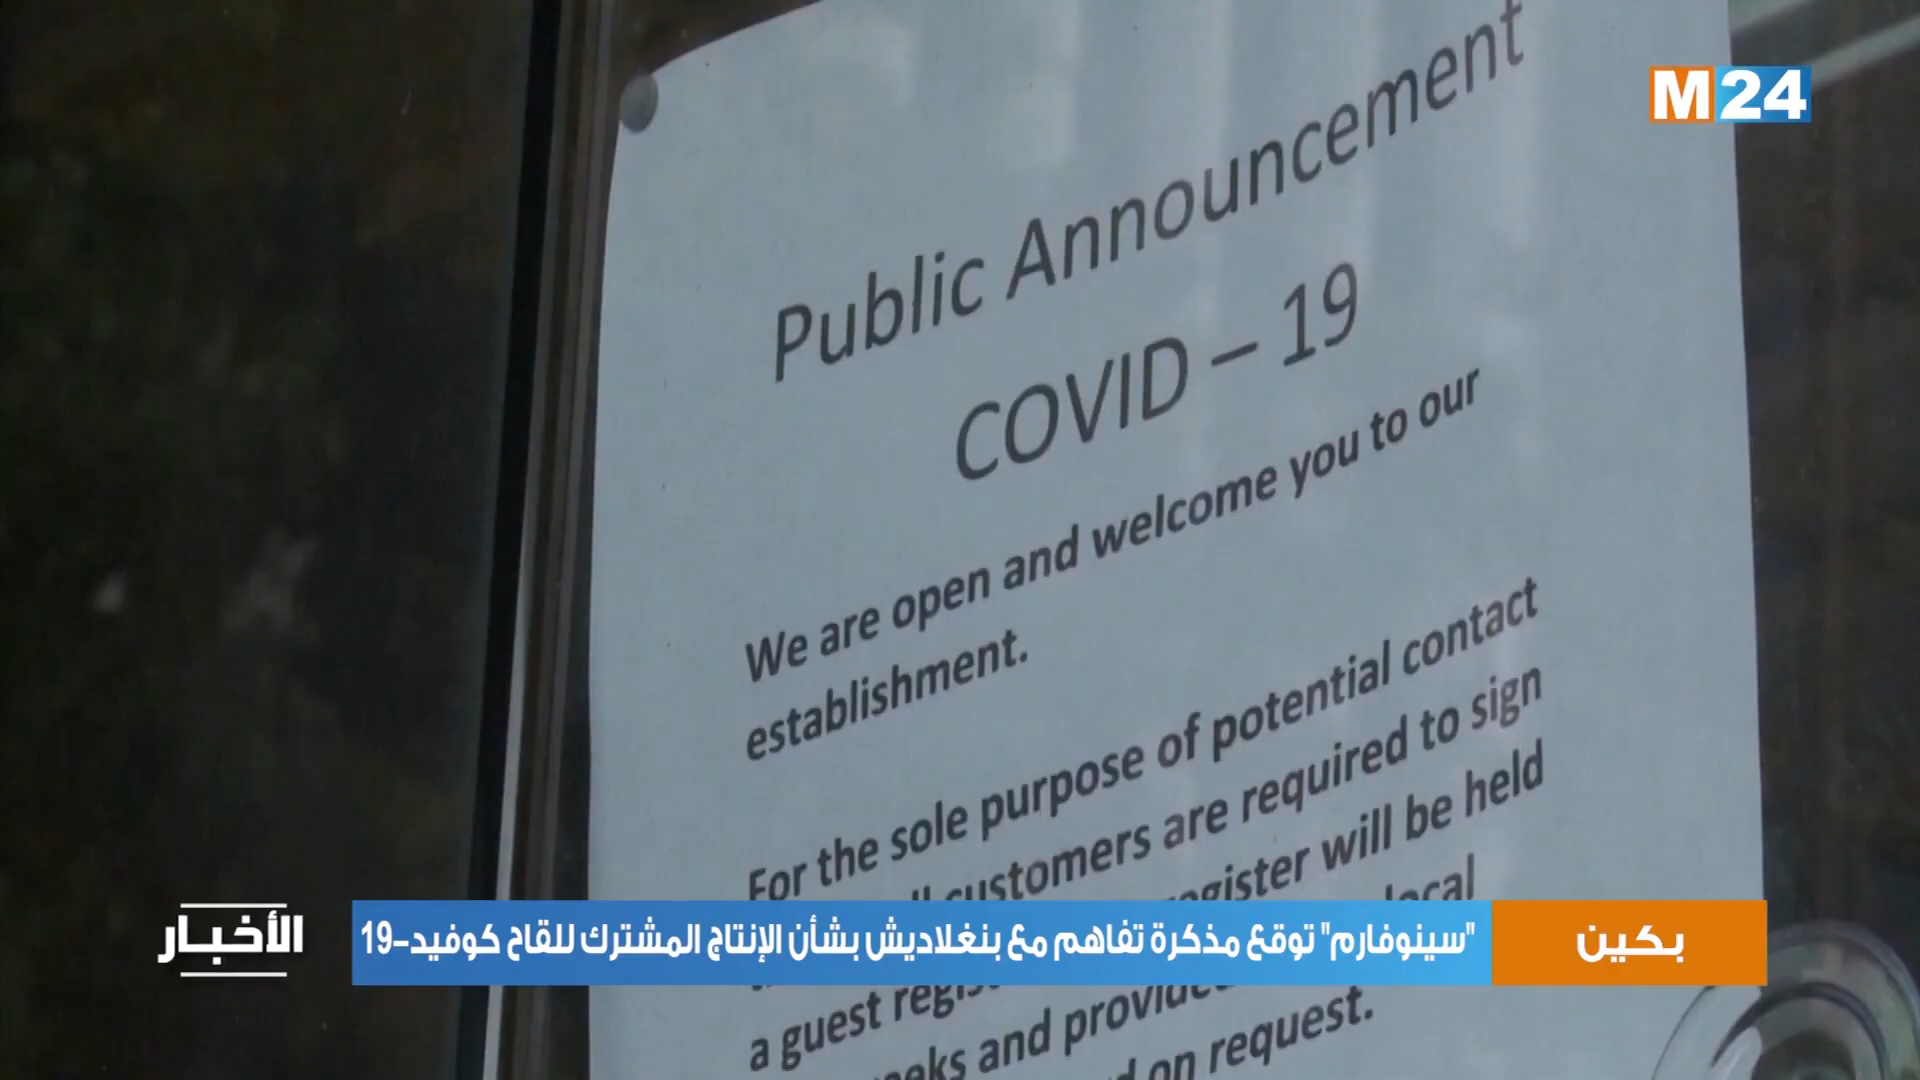 M24
Public Announcement
COVID – 19
We are open and welcome you to our
establishment.
For the sole purpose of potential contact
customers are required to sign
register will be held
local
a guest
and
on request.
بكين
"سينوفارم" توقع مذكرة تفاهم مع بنغلاديش بشأن الإنتاج المشترك للقاح كوفيد-19
الأخبار